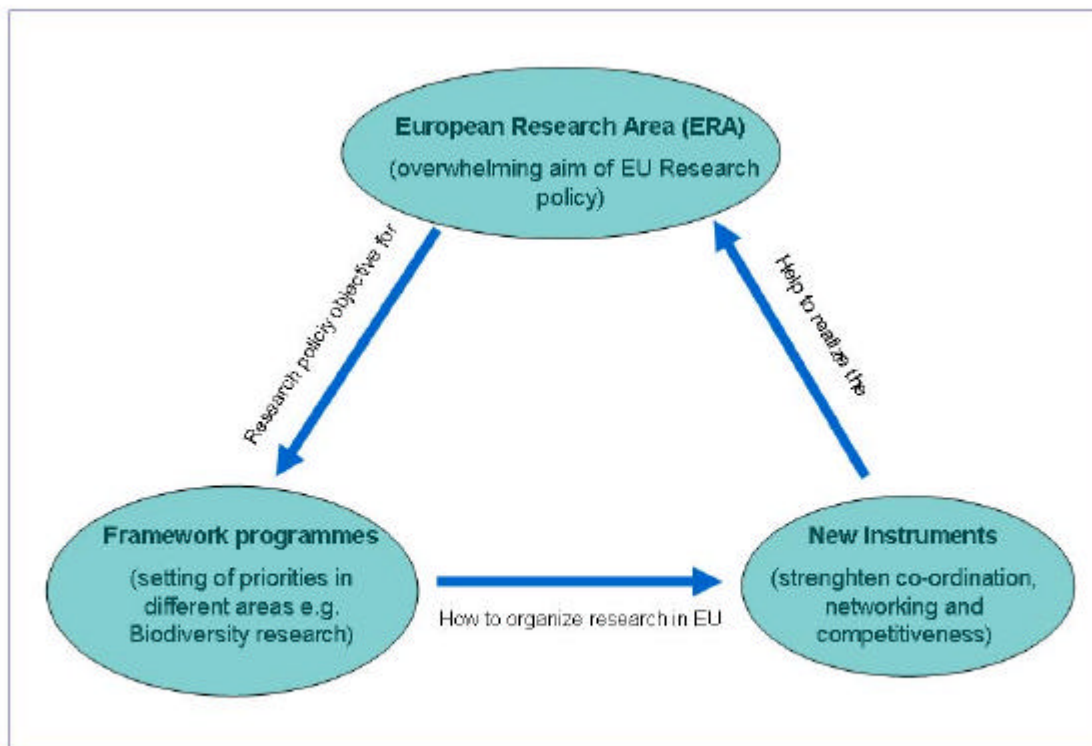 European Research Area (ERA)
(overwhelming aim of EU Research
policy)
Research policiy objective for
Help to realize the
Framework programmes
(setting of priorities in
different areas e.g.
Biodiversity research)
How to organize research in EU
New Instruments
(strenghten co-ordination,
networking and
competitiveness)